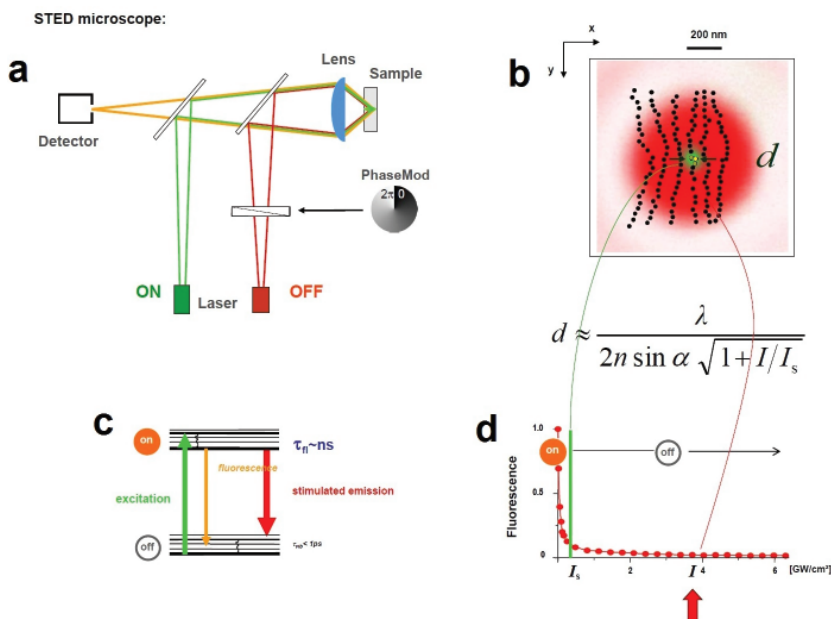 STED microscope:
a
Lens
Sample
Detector
PhaseMod
2π 0
ON
Laser
OFF
b
x
y
200 nm
d
d ≈ λ / (2n sin α √(1 + I/Iₛ))
c
on
τfl~ns
fluorescence
excitation
stimulated emission
off
d
1.0
on
off
Fluorescence
0.5
0
Iₛ
2
I
4
6
[GW/cm²]